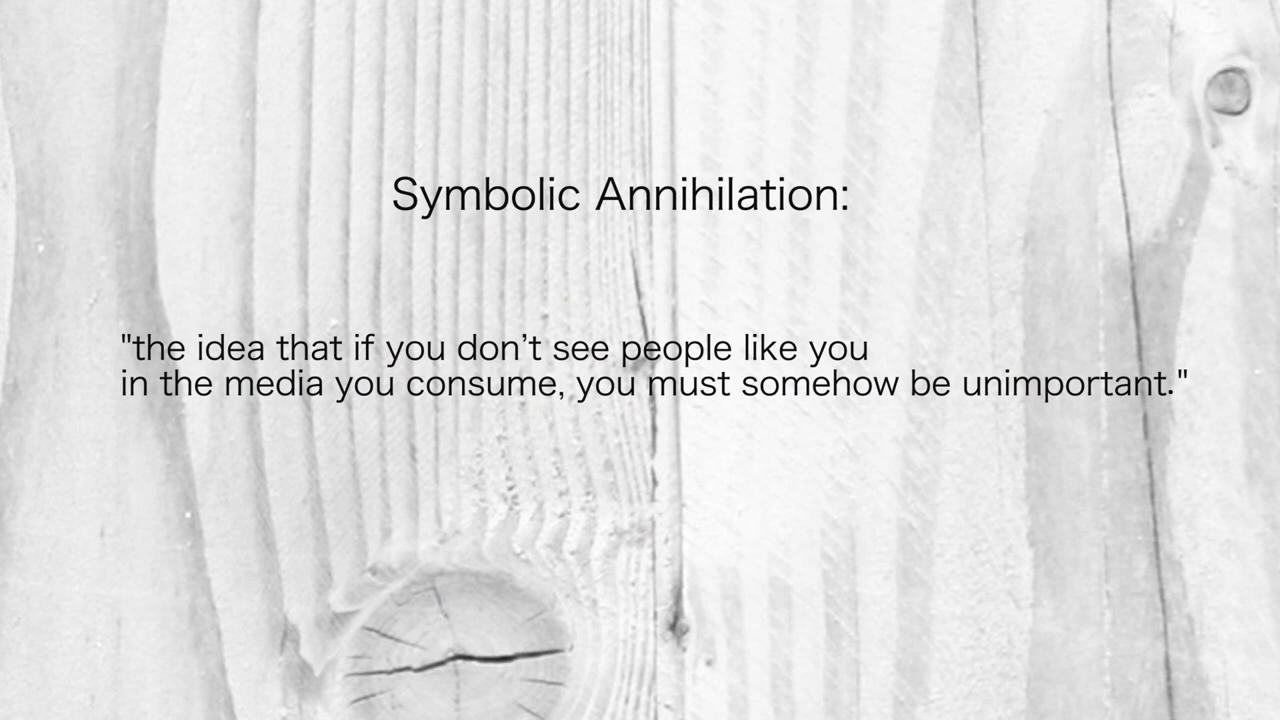 Symbolic Annihilation:
"the idea that if you don’t see people like you
in the media you consume, you must somehow be unimportant."